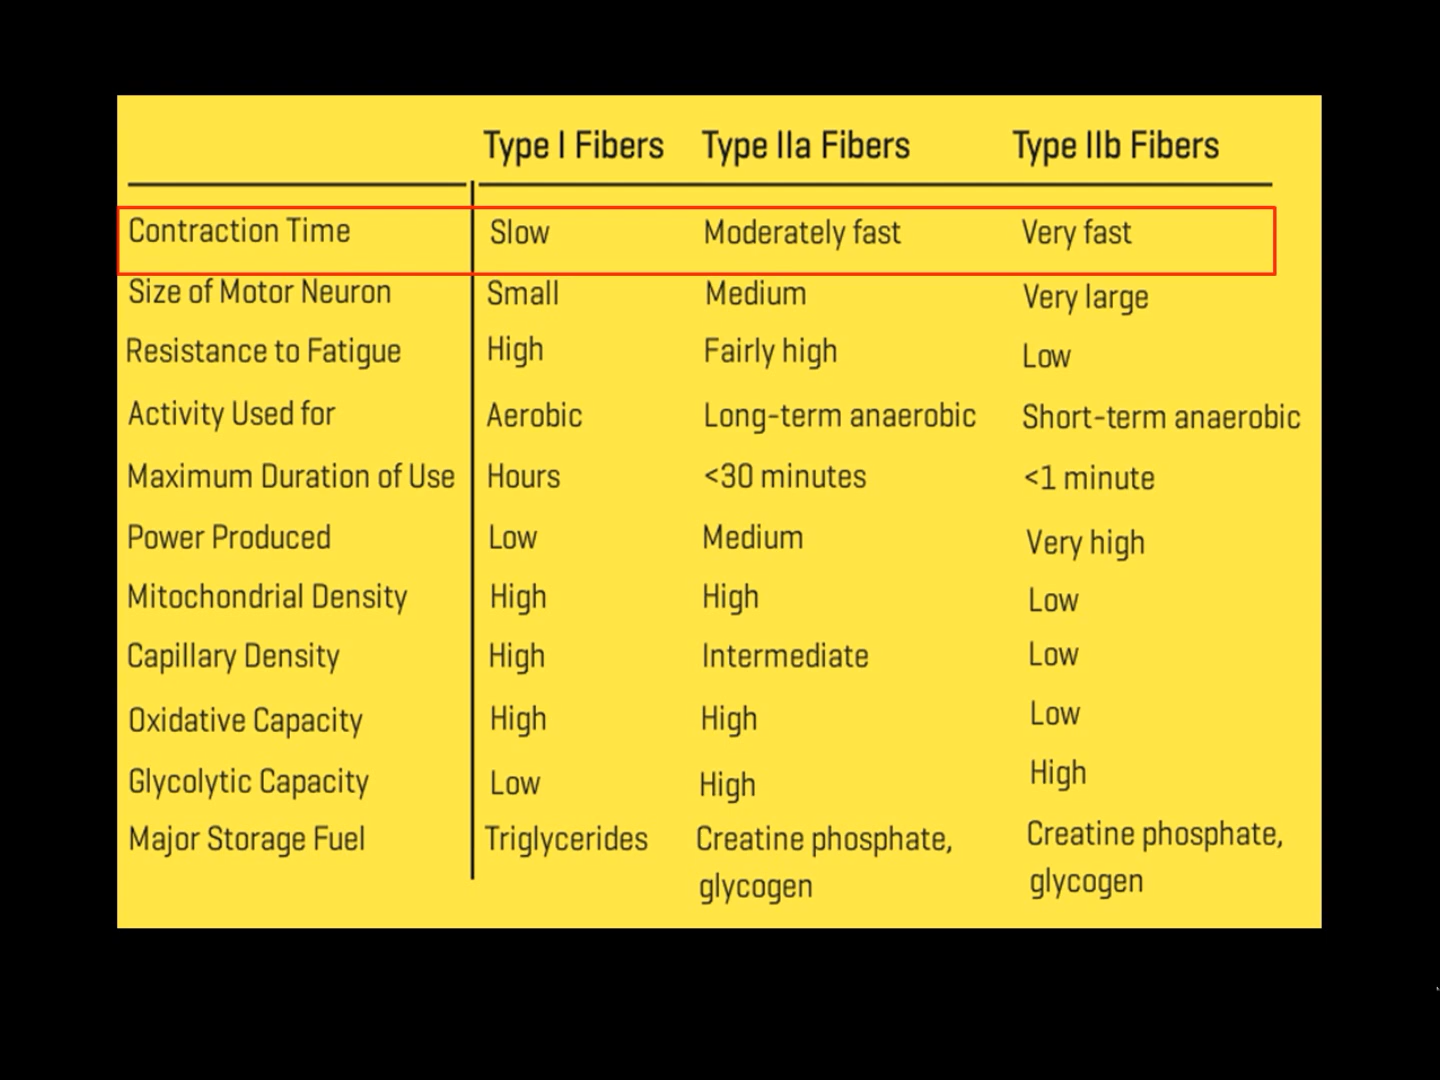 Type I Fibers Type IIa Fibers Type IIb Fibers
Contraction Time Slow Moderately fast Very fast
Size of Motor Neuron Small Medium Very large
Resistance to Fatigue High Fairly high Low
Activity Used for Aerobic Long-term anaerobic Short-term anaerobic
Maximum Duration of Use Hours <30 minutes <1 minute
Power Produced Low Medium Very high
Mitochondrial Density High High Low
Capillary Density High Intermediate Low
Oxidative Capacity High High Low
Glycolytic Capacity Low High High
Major Storage Fuel Triglycerides Creatine phosphate, Creatine phosphate,
glycogen glycogen